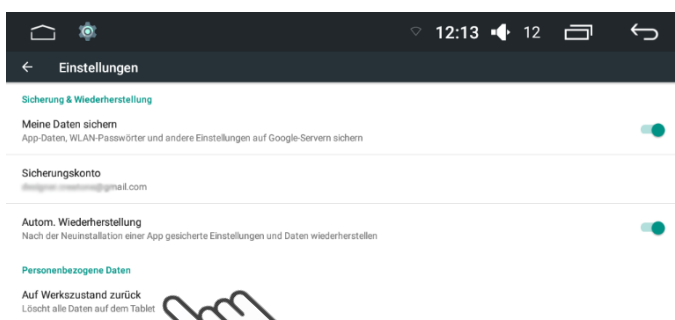 12:13 12
Einstellungen
Sicherung & Wiederherstellung
Meine Daten sichern
App-Daten, WLAN-Passwörter und andere Einstellungen auf Google-Servern sichern
Sicherungskonto
@gmail.com
Autom. Wiederherstellung
Nach der Neuinstallation einer App gesicherte Einstellungen und Daten wiederherstellen
Personenbezogene Daten
Auf Werkszustand zurück
Löscht alle Daten auf dem Tablet